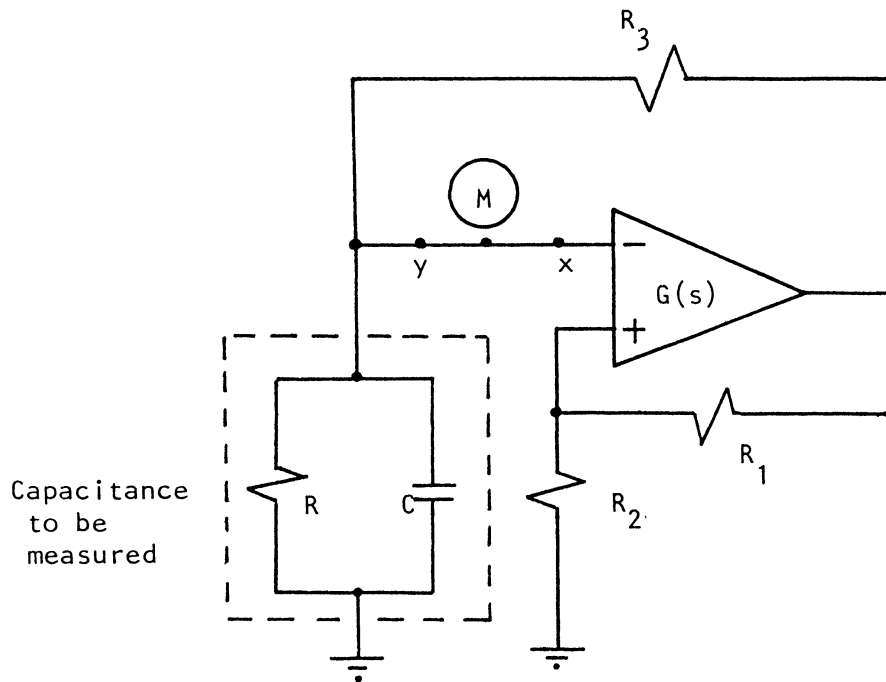 R3
M
y
x
−
G(s)
+
R1
Capacitance
to be
measured
R
C
R2